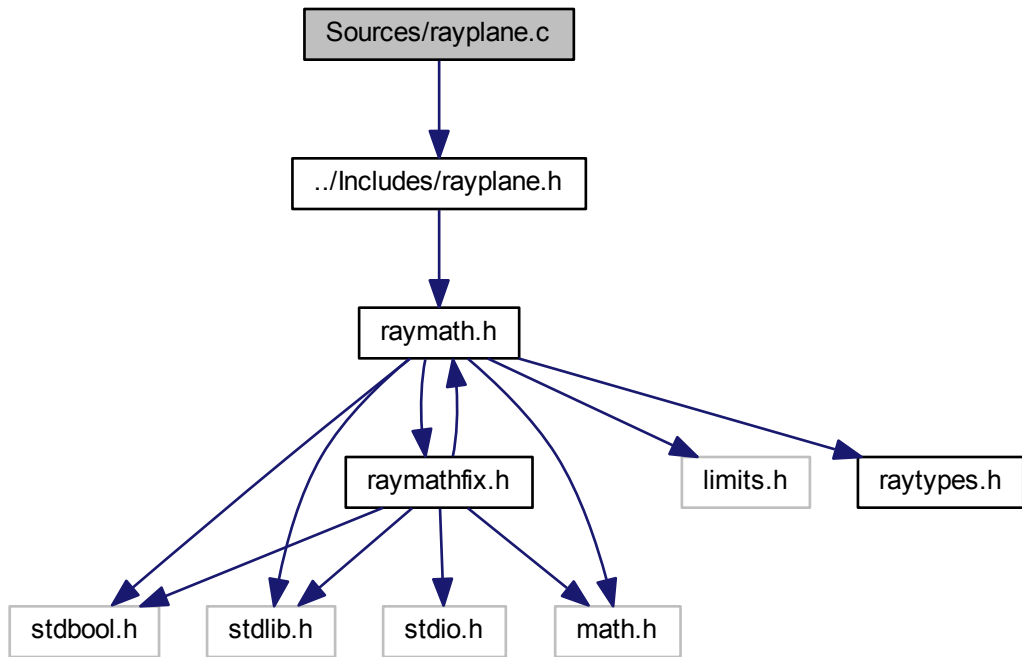 Sources/rayplane.c
../Includes/rayplane.h
raymath.h
raymathfix.h
limits.h
raytypes.h
stdbool.h
stdlib.h
stdio.h
math.h